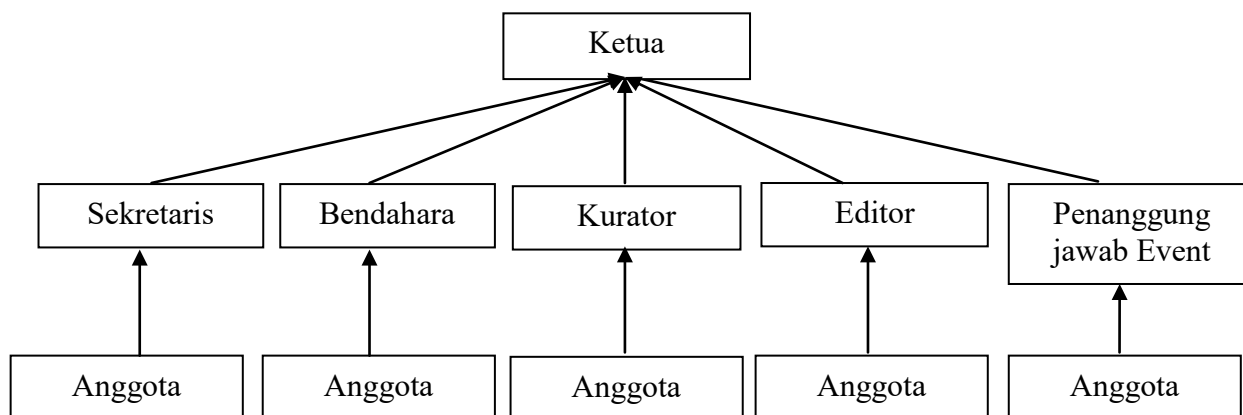 Ketua
Sekretaris
Bendahara
Kurator
Editor
Penanggung
jawab Event
Anggota
Anggota
Anggota
Anggota
Anggota